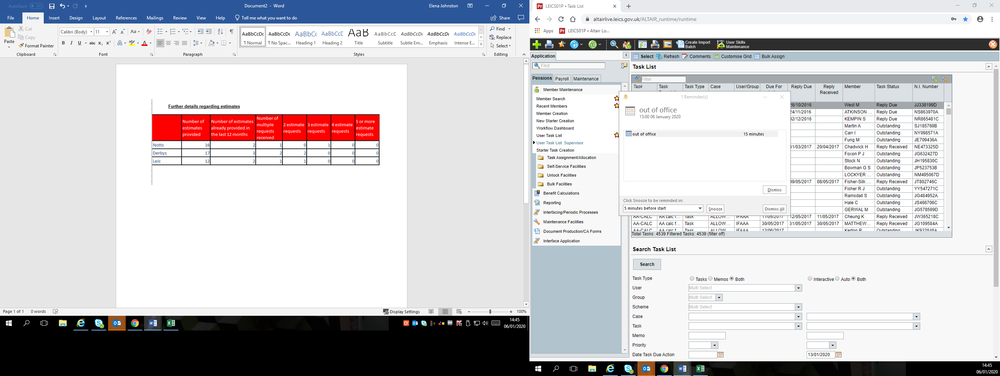 AutoSave Off
Document2 - Word
Elena Johnston
File Home Insert Design Layout References Mailings Review View Help Tell me what you want to do
Share
Paste
Cut
Copy
Format Painter
Calibri (Body) 11
AaBbCcDc AaBbCcDc AaBbCc AaBbCcD AaB AaBbCcD AaBbCcDc AaBbCcDc AaBbCcDc
¶ Normal ¶ No Spac... Heading 1 Heading 2 Title Subtitle Subtle Em... Emphasis Intense E...
Find
Replace
Select
Clipboard Font Paragraph Styles Editing
Further details regarding estimates
Number of estimates provided
Number of estimates already provided in the last 12 months
Number of multiple requests received
2 estimate requests
3 estimate requests
4 estimate requests
5 or more estimate requests
Notts 16 2 1 0 1 0 0
Derbys 17 3 2 2 0 0 0
Leic 12 2 1 1 0 0 0
Page 1 of 1 0 words
Display Settings
100%
14:45
06/01/2020
LEICS01P • Task List
altairlive.leics.gov.uk/ALTAIR_runtime/runtime
Apps LEICS01P • Altair Lo...
Create Import Batch
User Skills Maintenance
Application
Find
Pensions Payroll Maintenance
Member Maintenance
Member Search
Recent Members
Member Creation
New Starter Creation
Workflow Dashboard
User Task List
User Task List: Supervisor
Starter Task Creation
Task Assignment/Allocation
Self-Service Facilities
Unlock Facilities
Bulk Facilities
Benefit Calculations
Reporting
Interfacing/Periodic Processes
Maintenance Facilities
Document Production/CA Forms
Interface Application
Select Refresh Comments Customise Grid Bulk Assign
Task List
Filter
Task Task Task Type Case User/Group Due For Reply Due Reply Received Member Task Status N.I. Number
26/10/2016 West M Reply Due JJ338199D
24/11/2016 ATKINSON ... Reply Due NS863970A
02/12/2016 KEMPIN S Reply Due NR865481C
Martin A Outstanding SJ185769B
Carr I Outstanding NY098571A
Fung M Outstanding JE709436A
31/03/2017 20/04/2017 Chadwick H Reply Received NE473325D
Foxon P J Outstanding JG632427D
Stock N Outstanding JH195830C
Bowman G S Outstanding JP523753B
LOCKYER ... Outstanding NM495067D
09/05/2017 08/05/2017 Fisher-Silk ... Reply Received JT802746C
Fisher R J Outstanding YY547271C
Ramsdall S Outstanding JG484952A
Hale C Outstanding JS466706C
GERWAL M Outstanding JG578599D
AA-CALC AA calc f... Task ALLOW... IFAAA 11/05/2017 12/05/2017 11/05/2017 Cheung K Reply Received JW365218C
AA-CALC AA calc f... Task ALLOW... IFAAA 30/05/2017 31/05/2017 30/05/2017 MATTHEW... Reply Received JG109584A
AA-CALC AA calc f... Task ALLOW... IFAAA 12/06/2017 Kerton R Outstanding JK932848A
Total Tasks: 4539 Filtered Tasks: 4539 (filter off)
1 Reminder(s)
out of office
15:00 06 January 2020
out of office 15 minutes
Dismiss
Click Snooze to be reminded in:
5 minutes before start
Snooze
Dismiss All
Search Task List
Search
Task Type Tasks Memos Both Interactive Auto Both
User Multi Select
Group Multi Select
Scheme Multi Select
Case
Task
Memo
Priority
Date Task Due Action 13/01/2020
14:45
06/01/2020